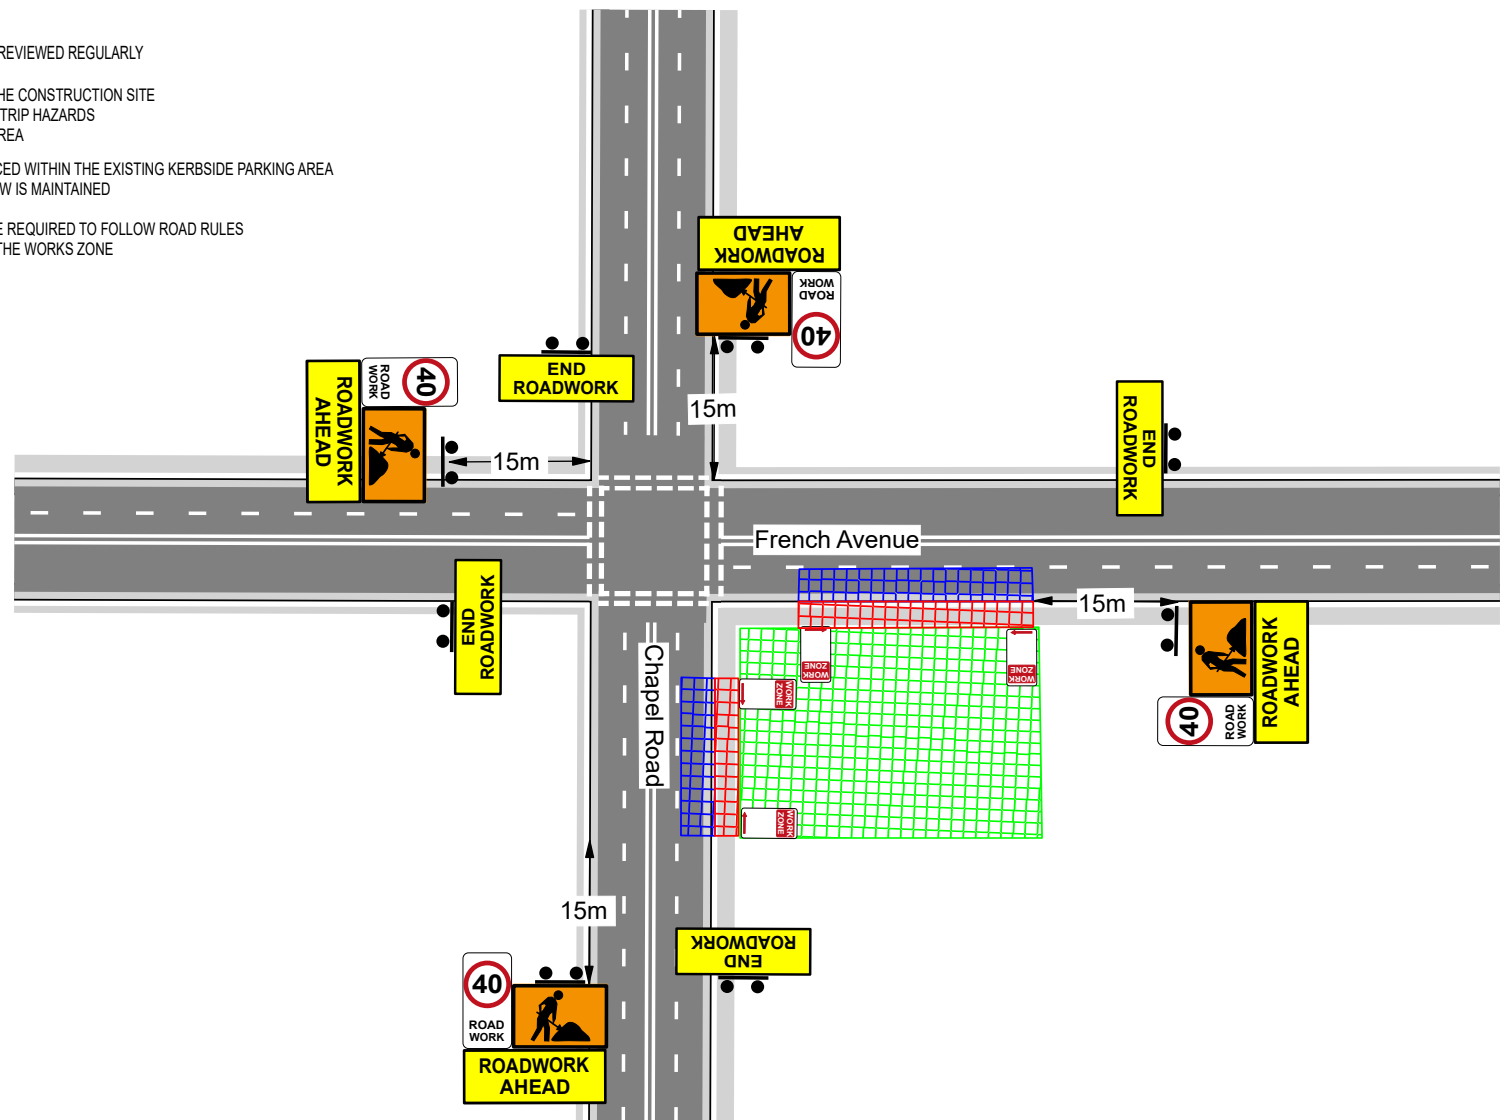 REVIEWED REGULARLY
HE CONSTRUCTION SITE
TRIP HAZARDS
REA
CED WITHIN THE EXISTING KERBSIDE PARKING AREA
W IS MAINTAINED
E REQUIRED TO FOLLOW ROAD RULES
THE WORKS ZONE
ROADWORK
AHEAD
ROAD
WORK
40
END
ROADWORK
15m
ROADWORK
AHEAD
ROAD
WORK
40
15m
END
ROADWORK
French Avenue
END
ROADWORK
15m
ROADWORK
AHEAD
40
ROAD
WORK
Chapel Road
WORK
ZONE
WORK
ZONE
WORK
ZONE
WORK
ZONE
15m
END
ROADWORK
40
ROAD
WORK
ROADWORK
AHEAD